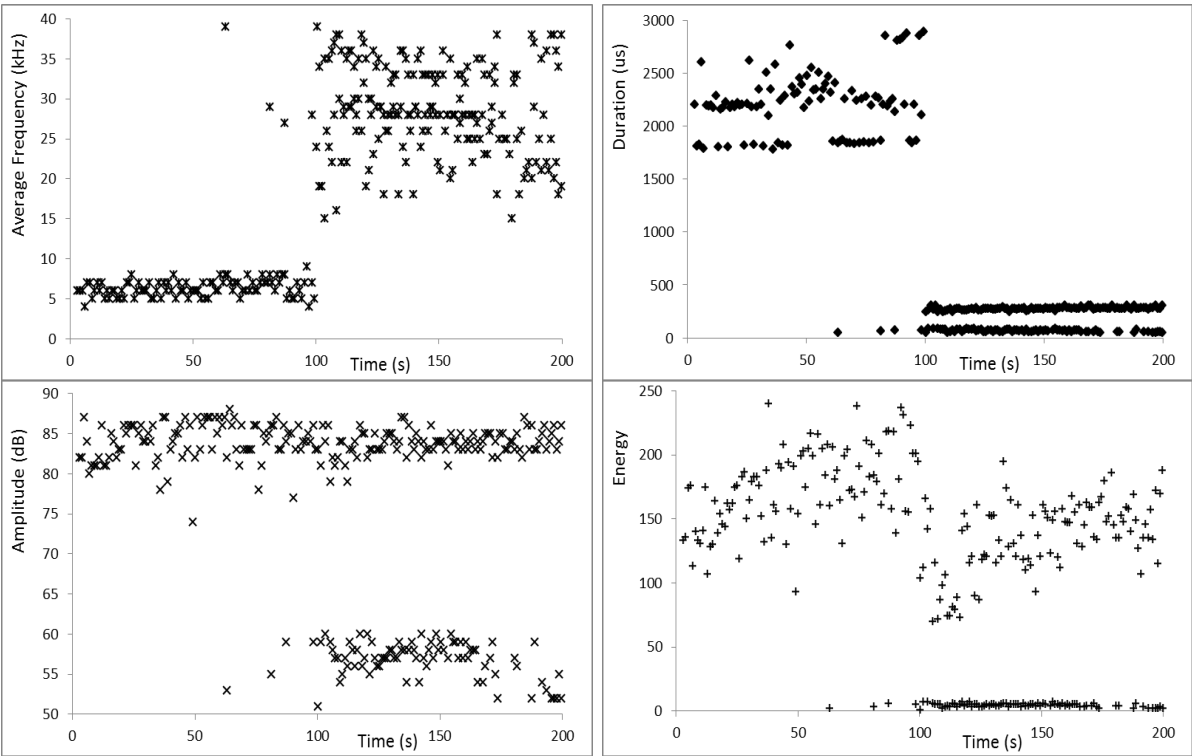 Average Frequency (kHz)
40
35
30
25
20
15
10
5
0
0 50 100 150 200
Time (s)
Duration (us)
3000
2500
2000
1500
1000
500
0
0 50 100 150 200
Time (s)
Amplitude (dB)
90
85
80
75
70
65
60
55
50
0 50 100 150 200
Time (s)
Energy
250
200
150
100
50
0
0 50 100 150 200
Time (s)